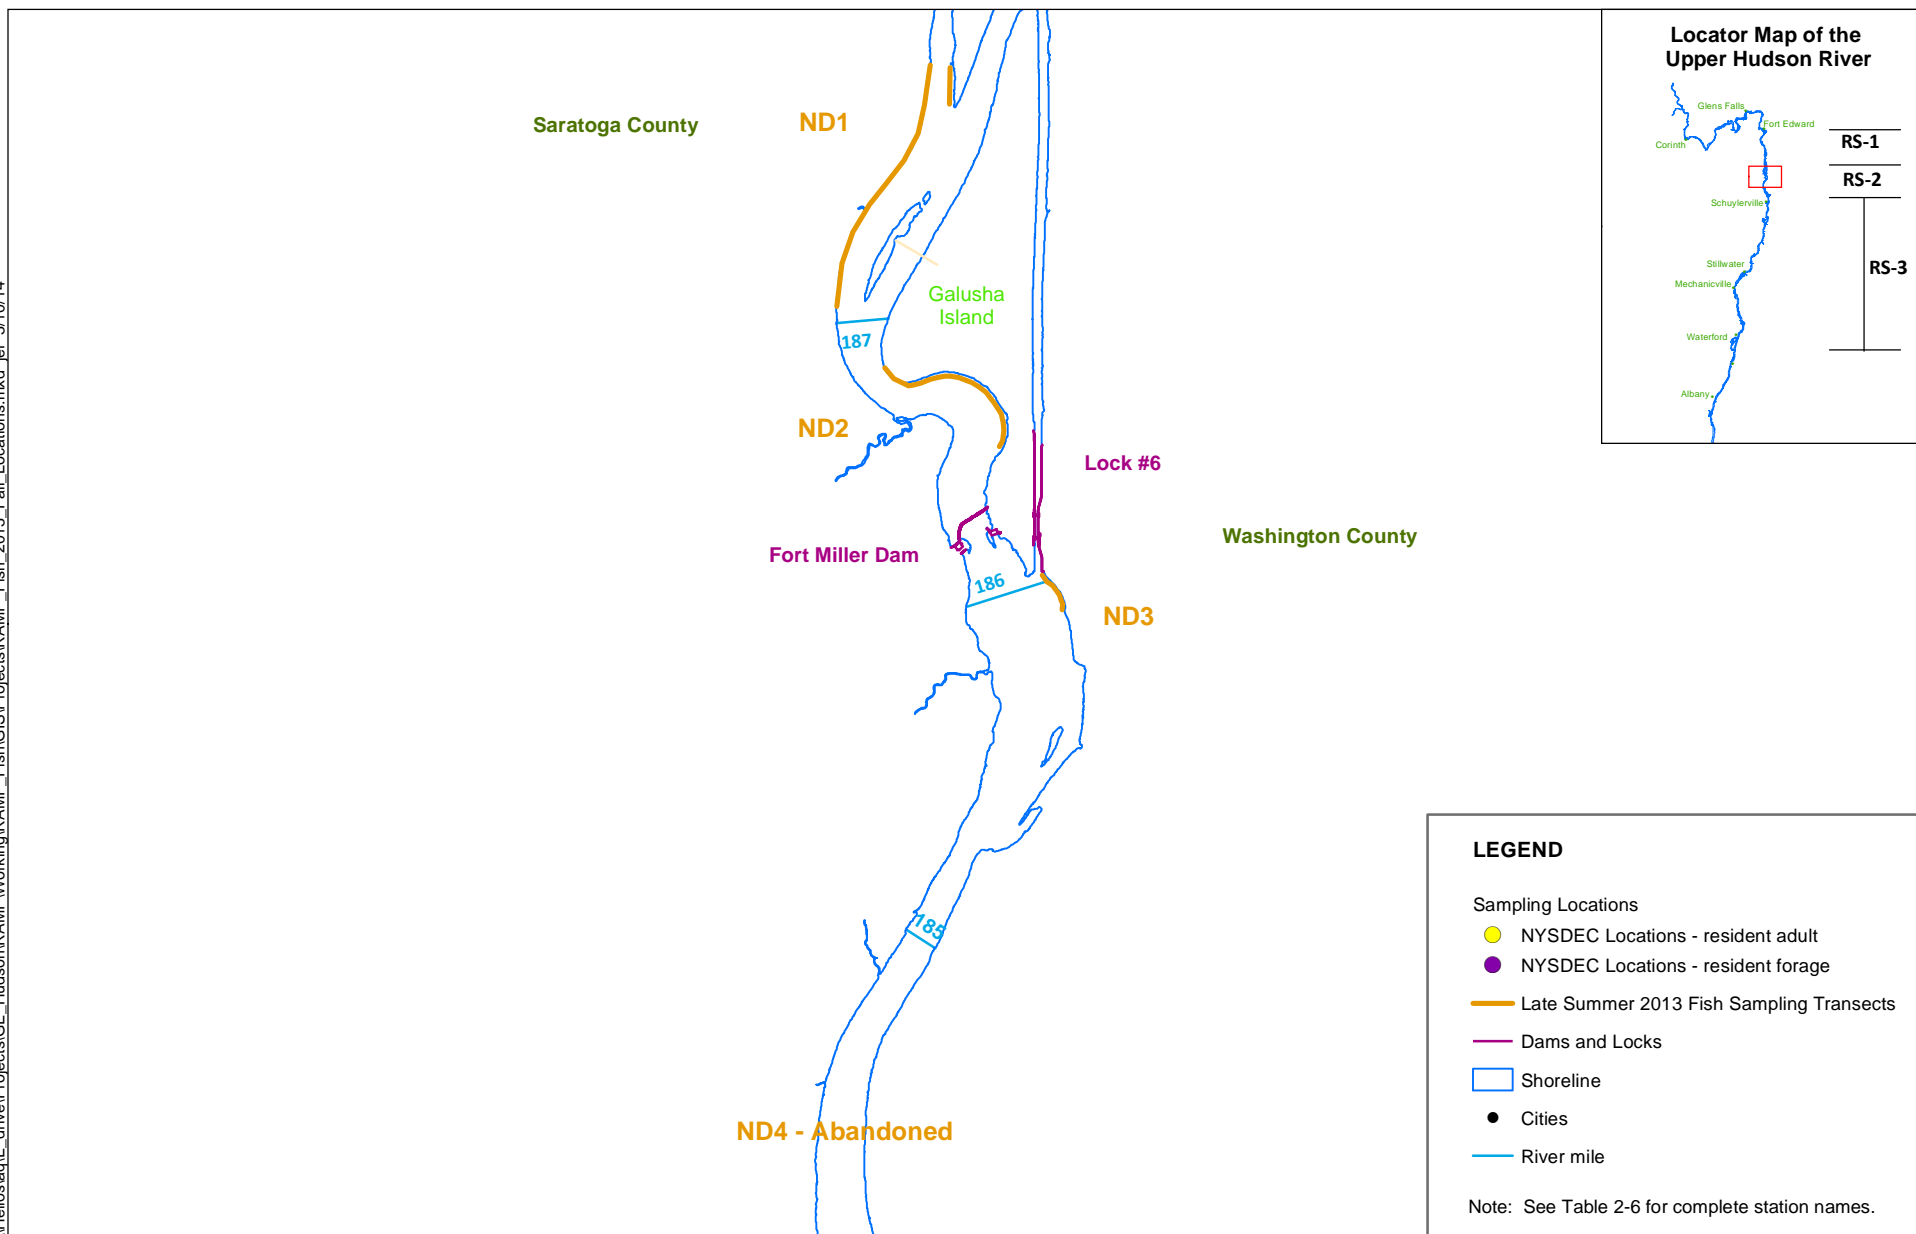 Locator Map of the
Upper Hudson River
Glens Falls
Fort Edward
Corinth
RS-1
RS-2
Schuylerville
RS-3
Stillwater
Mechanicville
Waterford
Albany
Saratoga County
ND1
Galusha
Island
187
ND2
Lock #6
Washington County
Fort Miller Dam
186
ND3
185
ND4 - Abandoned
LEGEND
Sampling Locations
NYSDEC Locations - resident adult
NYSDEC Locations - resident forage
Late Summer 2013 Fish Sampling Transects
Dams and Locks
Shoreline
Cities
River mile
Note: See Table 2-6 for complete station names.